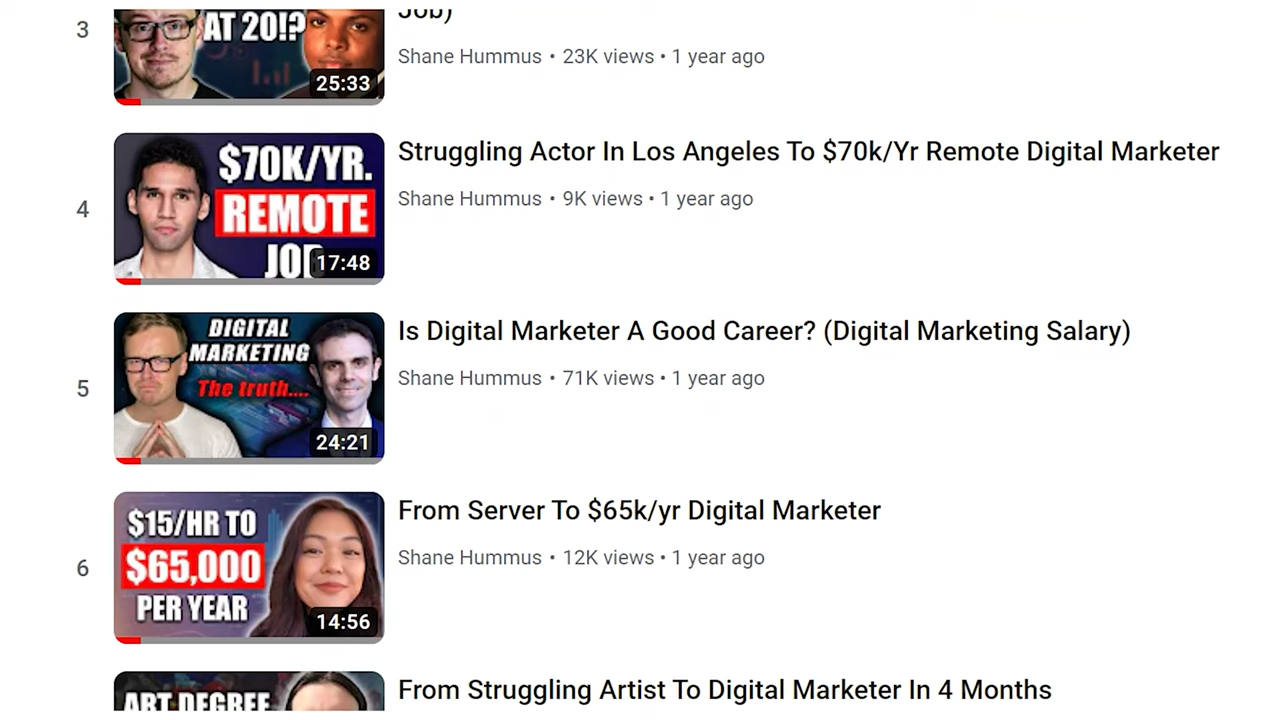 3
AT 20!?
25:33
Job)
Shane Hummus • 23K views • 1 year ago
4
$70K/YR.
REMOTE
JOB
17:48
Struggling Actor In Los Angeles To $70k/Yr Remote Digital Marketer
Shane Hummus • 9K views • 1 year ago
5
DIGITAL
MARKETING
The truth....
24:21
Is Digital Marketer A Good Career? (Digital Marketing Salary)
Shane Hummus • 71K views • 1 year ago
6
$15/HR TO
$65,000
PER YEAR
14:56
From Server To $65k/yr Digital Marketer
Shane Hummus • 12K views • 1 year ago
ART DEGREE
From Struggling Artist To Digital Marketer In 4 Months